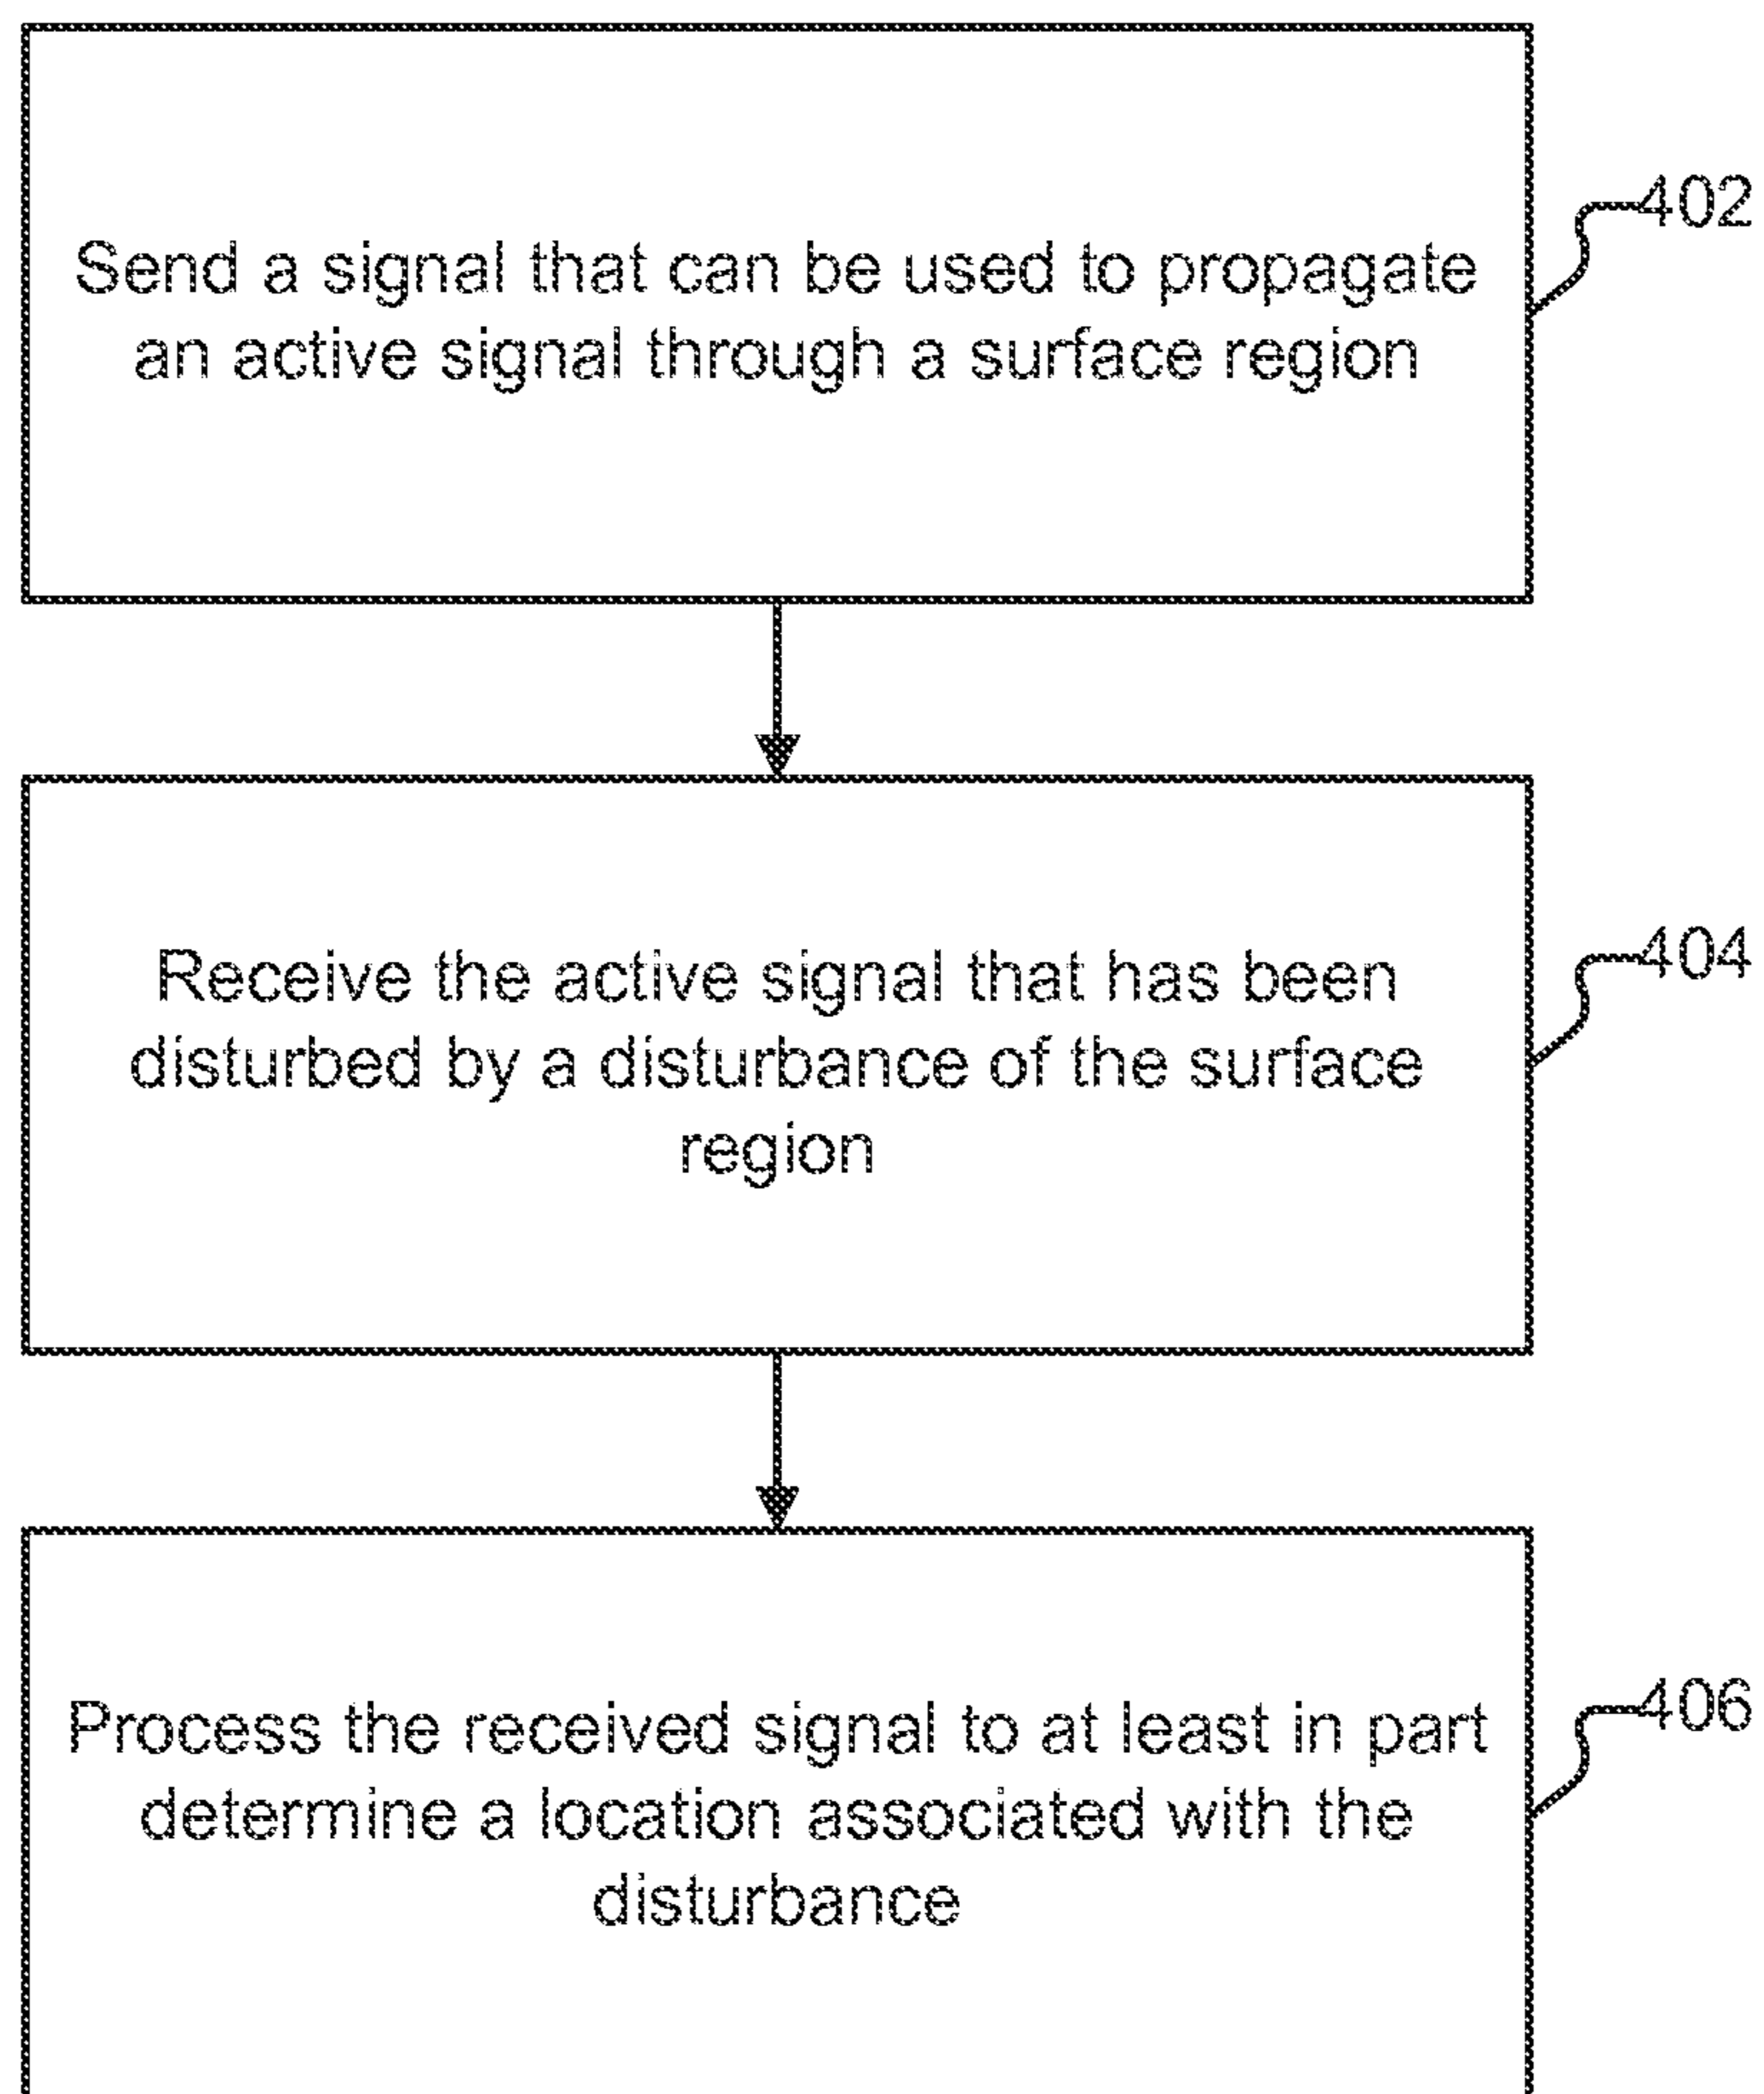 402
Send a signal that can be used to propagate
an active signal through a surface region
404
Receive the active signal that has been
disturbed by a disturbance of the surface
region
406
Process the received signal to at least in part
determine a location associated with the
disturbance